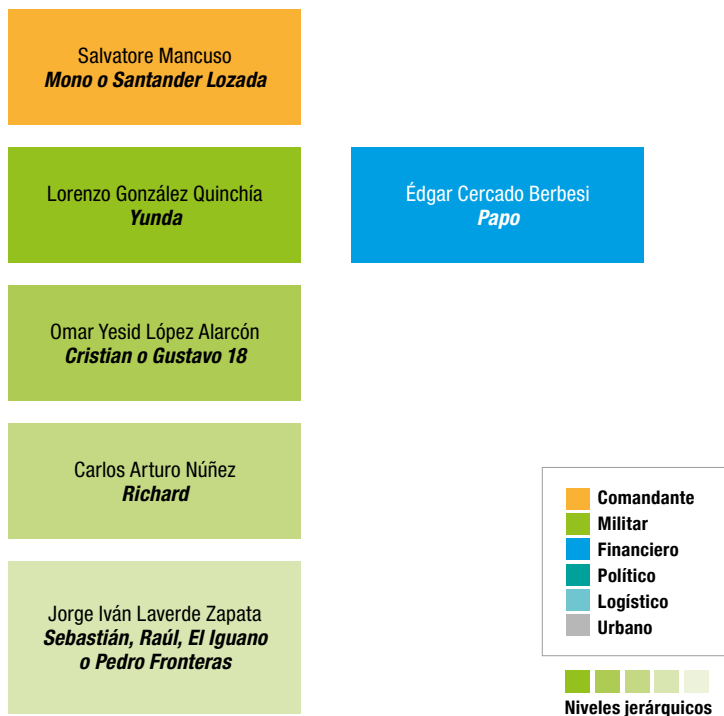 Salvatore Mancuso
Mono o Santander Lozada
Lorenzo González Quinchía
Yunda
Édgar Cercado Berbesi
Papo
Omar Yesid López Alarcón
Cristian o Gustavo 18
Carlos Arturo Núñez
Richard
Jorge Iván Laverde Zapata
Sebastián, Raúl, El Iguano
o Pedro Fronteras
Comandante
Militar
Financiero
Político
Logístico
Urbano
Niveles jerárquicos